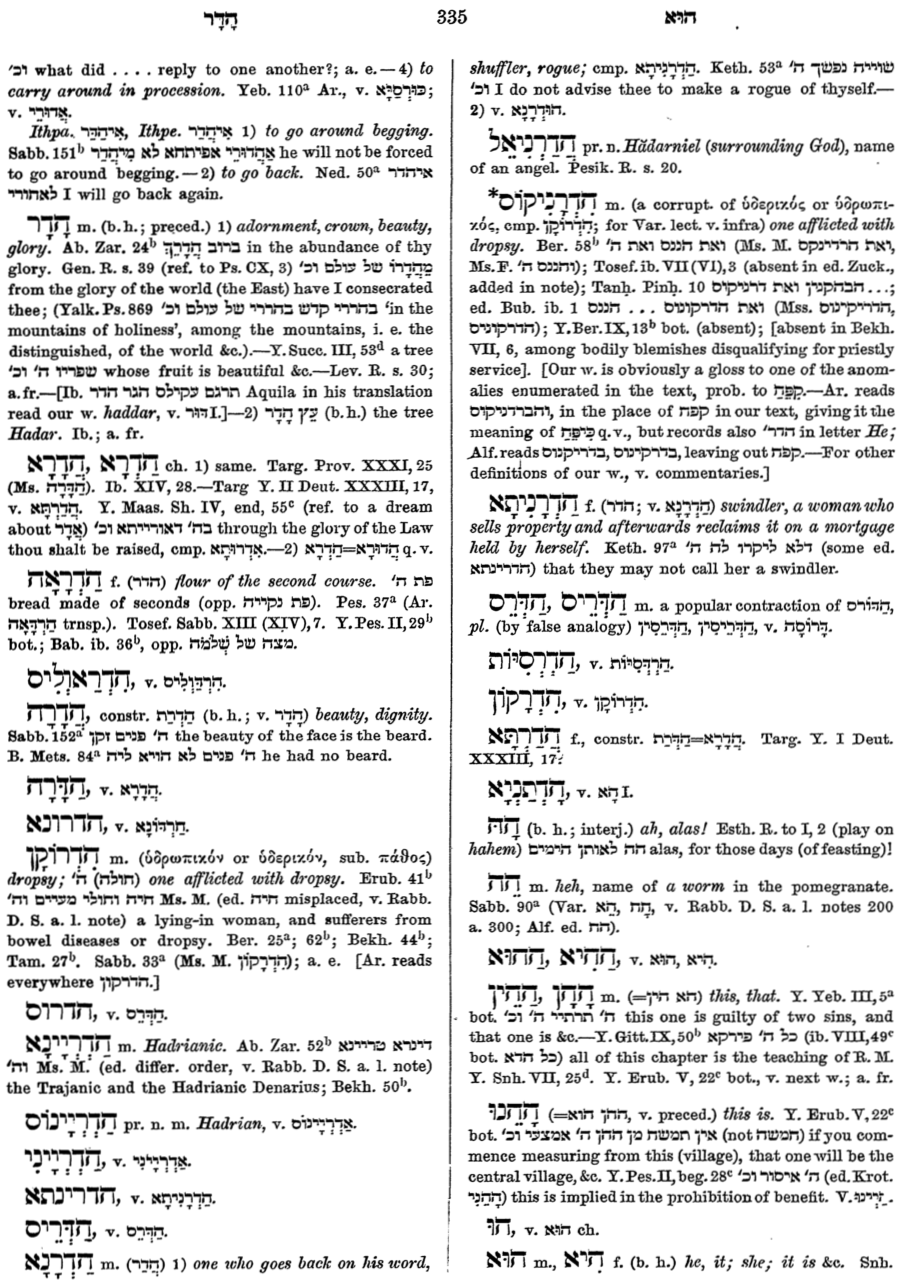 הָדָר 335 הוּא
וכ׳ what did .... reply to one another?; a. e.—4) to
carry around in procession. Yeb. 110ᵃ Ar., v. כּוּרְסַיָּא;
v. אֲדוּרֵי.
Ithpa. אִיהַדַּר, Ithpe. אִיהֲדַר 1) to go around begging.
Sabb. 151ᵇ אַהֲדוּרֵי אפיתחא לא מִיהֲדַר he will not be forced
to go around begging.—2) to go back. Ned. 50ᵃ איהדר
לאחורי I will go back again.
הָדָר m. (b. h.; preced.) 1) adornment, crown, beauty,
glory. Ab. Zar. 24ᵇ ברוב הֲדָרֵךְ in the abundance of thy
glory. Gen. R. s. 39 (ref. to Ps. CX, 3) מֵהֲדָרוֹ של עולם וכ׳
from the glory of the world (the East) have I consecrated
thee; (Yalk. Ps. 869 בהררי קדש בהררי של עולם וכ׳ ‘in the
mountains of holiness’, among the mountains, i. e. the
distinguished, of the world &c.).—Y. Succ. III, 53ᵈ a tree
שפריו ה׳ וכ׳ whose fruit is beautiful &c.—Lev. R. s. 30;
a. fr.—[Ib. תרגם עקילס הגר הדר Aquila in his translation
read our w. haddar, v. דּוּר I.]—2) עֵץ הָדָר (b. h.) the tree
Hadar. Ib.; a. fr.
הֲדָרָא, הַדְרָא ch. 1) same. Targ. Prov. XXXI, 25
(Ms. הֲדָרָה). Ib. XIV, 28.—Targ Y. II Deut. XXXIII, 17,
v. הֲדַרְתָּא. Y. Maas. Sh. IV, end, 55ᶜ (ref. to a dream
about אֲדָר) בה׳ דאורייתא וכ׳ through the glory of the Law
thou shalt be raised, cmp. אִדְרוּתָא.—2) הֲדוּרָא=הַדְרָא q. v.
הַדְרָאָה f. (הדר) flour of the second course. פת ה׳
bread made of seconds (opp. פת נקייה). Pes. 37ᵃ (Ar.
הַרְדָּאָה trnsp.). Tosef. Sabb. XIII (XIV), 7. Y. Pes. II, 29ᵇ
bot.; Bab. ib. 36ᵇ, opp. מצה של שְׁלֹמֹה.
הִדְרַאוְלִיס, v. הִרְדַּוְלִיס.
הֲדָרָה, constr. הַדְרַת (b. h.; v. הָדָר) beauty, dignity.
Sabb. 152ᵃ ה׳ פנים זקן the beauty of the face is the beard.
B. Mets. 84ᵃ ה׳ פנים לא הויא ליה he had no beard.
הֲדָרָה, v. הֲדָרָא.
הדרונא, v. הַרְדּוֹנָא.
הִדְרוֹקָן m. (ὑδρωπικόν or ὑδερικόν, sub. πάθος)
dropsy; ה׳ (חולה) one afflicted with dropsy. Erub. 41ᵇ
חיה וחולי מעיים וה׳ Ms. M. (ed. חיה misplaced, v. Rabb.
D. S. a. l. note) a lying-in woman, and sufferers from
bowel diseases or dropsy. Ber. 25ᵃ; 62ᵇ; Bekh. 44ᵇ;
Tam. 27ᵇ. Sabb. 33ᵃ (Ms. M. הִדְרָקוֹן); a. e. [Ar. reads
everywhere הדרקון.]
הדרוס, v. הַדְּרִס.
הַדְרְיָינָא m. Hadrianic. Ab. Zar. 52ᵇ דינרא טרייאנא
וה׳ Ms. M. (ed. differ. order, v. Rabb. D. S. a. l. note)
the Trajanic and the Hadrianic Denarius; Bekh. 50ᵇ.
הַדְרְיָינוֹס pr. n. m. Hadrian, v. אַדְרְיָינוֹס.
הַדְרְיָינֵי, v. אַדְרְיָינֵי.
הדרינתא, v. הַדְרָנִיתָא.
הַדְּרִיס, v. הַדְּרִס.
הַדְרָנָא m. (הֲדַר) 1) one who goes back on his word,
shuffler, rogue; cmp. הַדְרָנִיתָא. Keth. 53ᵃ שוייה נפשך ה׳
וכ׳ I do not advise thee to make a rogue of thyself.—
2) v. הוּדְרָנָא.
הֲדַרְנִיאֵל pr. n. Hădarniel (surrounding God), name
of an angel. Pesik. R. s. 20.
*הִדְרָנִיקוֹס m. (a corrupt. of ὑδερικός or ὑδρωπι-
κός, cmp. הִדְרוֹקָן; for Var. lect. v. infra) one afflicted with
dropsy. Ber. 58ᵇ ואת הננס ואת ה׳ (Ms. M. ואת הדרינקס,
Ms. F. והננס ה׳); Tosef. ib. VII (VI), 3 (absent in ed. Zuck.,
added in note); Tanḥ. Pinḥ. 10 הבהקנין ואת דרניקוס...;
ed. Bub. ib. 1 ואת הדרקונוס ... הננס (Mss. הדרייקינוס,
הדרקוניס); Y. Ber. IX, 13ᵇ bot. (absent); [absent in Bekh.
VII, 6, among bodily blemishes disqualifying for priestly
service]. [Our w. is obviously a gloss to one of the anom-
alies enumerated in the text, prob. to קִפֵּחַ.—Ar. reads
והברדניקוס, in the place of קפח in our text, giving it the
meaning of כִּיפֵּחַ q. v., but records also הדר׳ in letter He;
Alf. reads בדרקינוס, בדריקנוס, leaving out קפח.—For other
definitions of our w., v. commentaries.]
הַדְרָנִיתָא f. (הדר; v. הַדְרָנָא) swindler, a woman who
sells property and afterwards reclaims it on a mortgage
held by herself. Keth. 97ᵃ דלא ליקרו לה ה׳ (some ed.
הדרינתא) that they may not call her a swindler.
הַדְּרִיס, הַדְּרֵס m. a popular contraction of הַדּוֹרֵס,
pl. (by false analogy) הַדְּרֵיסִין, הַדְּרֵסִין, v. דָּרוֹסָה.
הַדְרְסִיּוֹת, v. הַרְדְּסִיּוֹת.
הִדְרָקוֹן, v. הִדְרוֹקָן.
הֲדַרְתָּא f., constr. הַדְרַת=הֲדָרָא. Targ. Y. I Deut.
XXXIII, 17.
הָדְתַנְיָא, v. הָא I.
הָהּ (b. h.; interj.) ah, alas! Esth. R. to I, 2 (play on
hahem) הה לאותן הימים alas, for those days (of feasting)!
הֵה m. heh, name of a worm in the pomegranate.
Sabb. 90ᵃ (Var. הֵא, הֵח, v. Rabb. D. S. a. l. notes 200
a. 300; Alf. ed. הח).
הַהִיא, הַהוּא, v. הִיא, הוּא.
הָהֵן, הָהֵין m. (=הא הין) this, that. Y. Yeb. III, 5ᵃ
bot. ה׳ תרתיי ה׳ וכ׳ this one is guilty of two sins, and
that one is &c.—Y. Gitt. IX, 50ᵇ כל ה׳ פירקא (ib. VIII, 49ᶜ
bot. כל הדא) all of this chapter is the teaching of R. M.
Y. Snh. VII, 25ᵈ. Y. Erub. V, 22ᶜ bot., v. next w.; a. fr.
הָהֵנוּ (=ההן הוא, v. preced.) this is. Y. Erub. V, 22ᶜ
bot. אין תמשח מן ההן ה׳ אמצעי וכ׳ (not תמשה) if you com-
mence measuring from this (village), that one will be the
central village, &c. Y. Pes. II, beg. 28ᶜ ה׳ איסור וכ׳ (ed. Krot.
הָהֵנֵי) this is implied in the prohibition of benefit. V.
הוּ, v. הוּא ch.
הוּא m., הִיא f. (b. h.) he, it; she; it is &c. Snh.